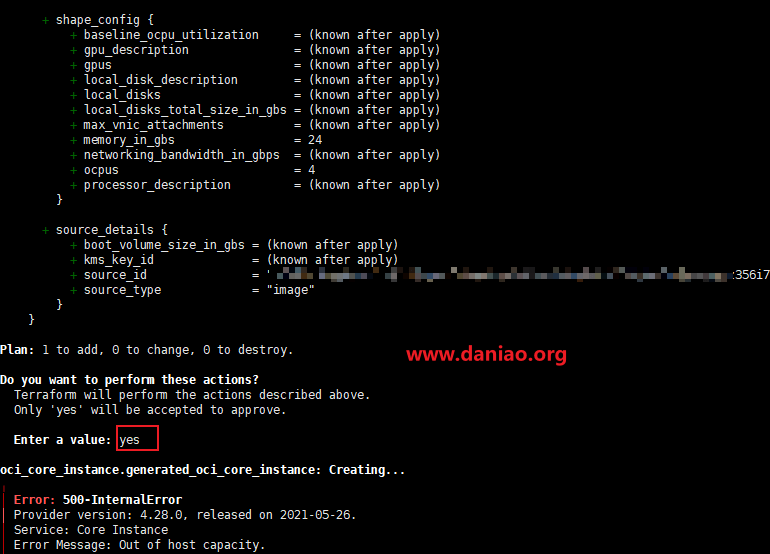 + shape_config {
+ baseline_ocpu_utilization = (known after apply)
+ gpu_description = (known after apply)
+ gpus = (known after apply)
+ local_disk_description = (known after apply)
+ local_disks = (known after apply)
+ local_disks_total_size_in_gbs = (known after apply)
+ max_vnic_attachments = (known after apply)
+ memory_in_gbs = 24
+ networking_bandwidth_in_gbps = (known after apply)
+ ocpus = 4
+ processor_description = (known after apply)
}
+ source_details {
+ boot_volume_size_in_gbs = (known after apply)
+ kms_key_id = (known after apply)
+ source_id =
+ source_type = "image"
}
}
Plan: 1 to add, 0 to change, 0 to destroy.
www.daniao.org
Do you want to perform these actions?
Terraform will perform the actions described above.
Only 'yes' will be accepted to approve.
Enter a value: yes
oci_core_instance.generated_oci_core_instance: Creating...
Error: 500-InternalError
Provider version: 4.28.0, released on 2021-05-26.
Service: Core Instance
Error Message: Out of host capacity.